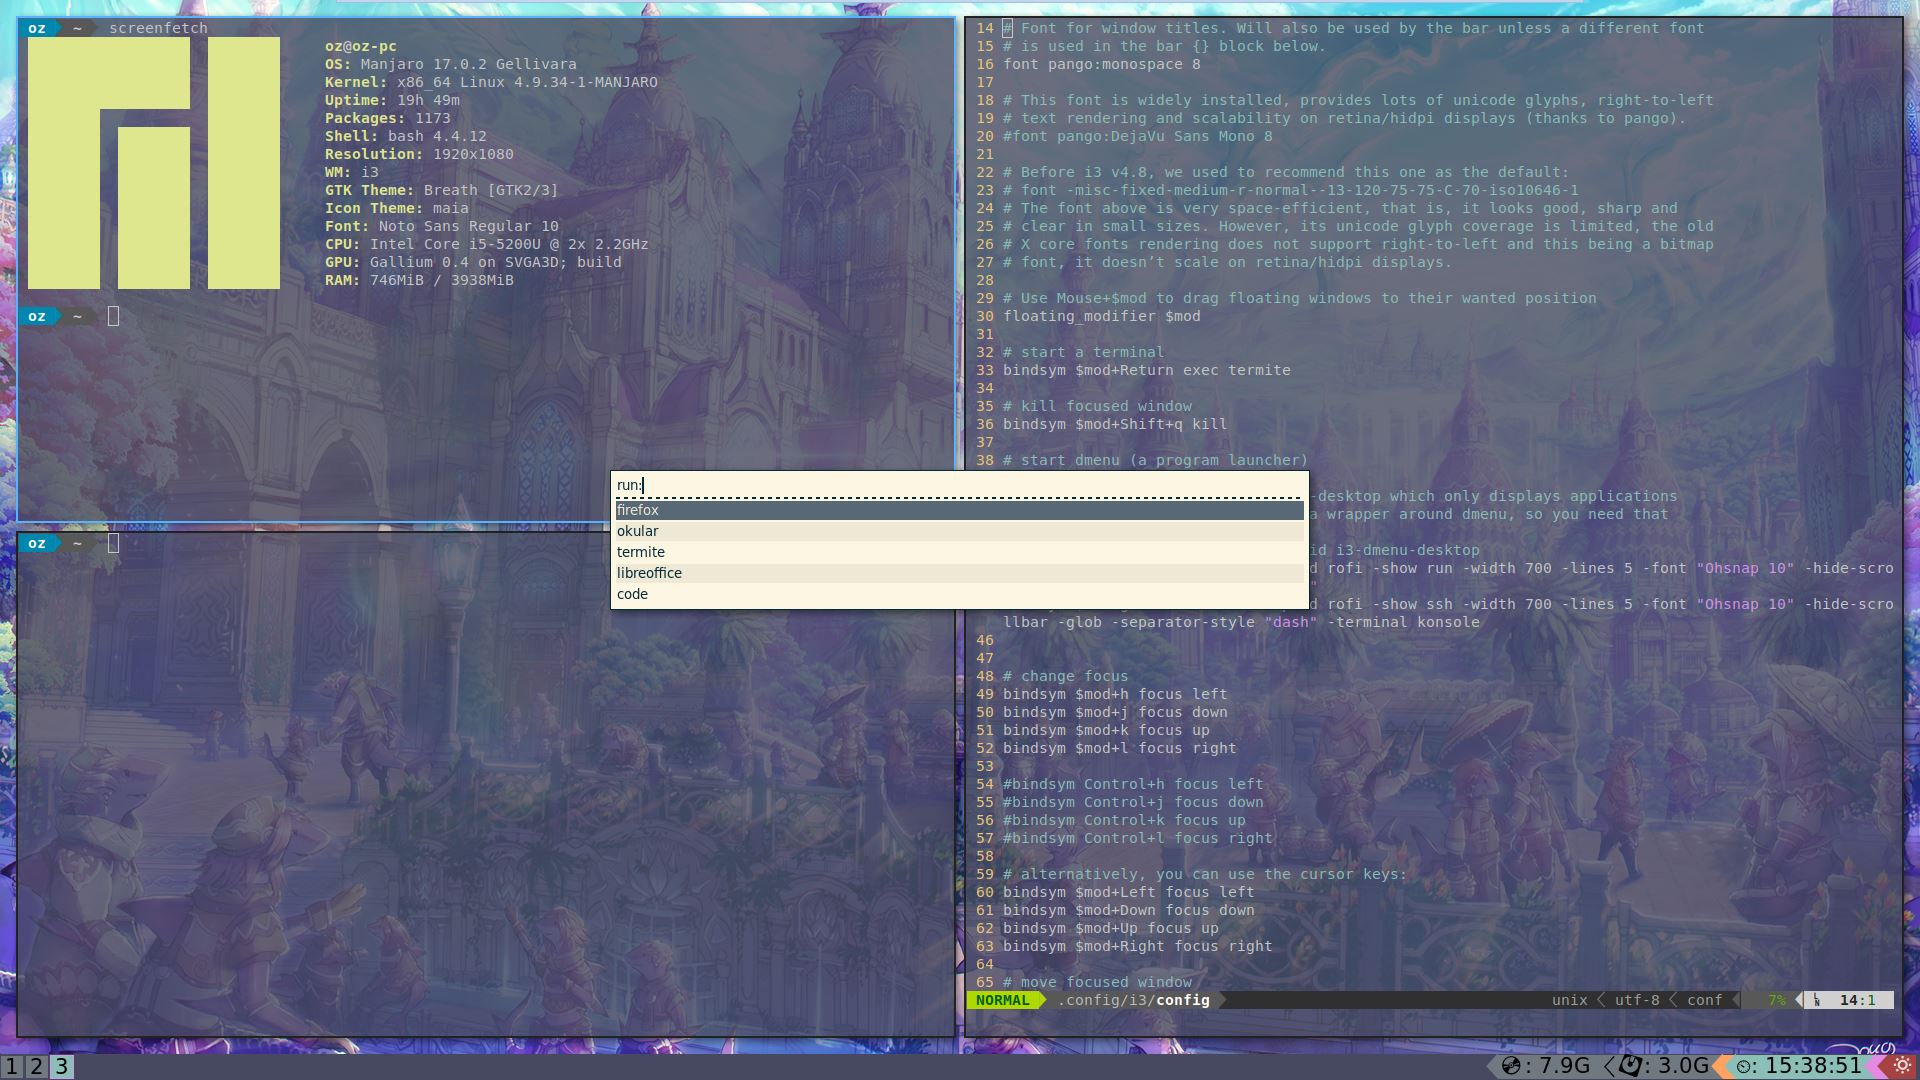 oz ~ screenfetch
oz@oz-pc
OS: Manjaro 17.0.2 Gellivara
Kernel: x86_64 Linux 4.9.34-1-MANJARO
Uptime: 19h 49m
Packages: 1173
Shell: bash 4.4.12
Resolution: 1920x1080
WM: i3
GTK Theme: Breath [GTK2/3]
Icon Theme: maia
Font: Noto Sans Regular 10
CPU: Intel Core i5-5200U @ 2x 2.2GHz
GPU: Gallium 0.4 on SVGA3D; build
RAM: 746MiB / 3938MiB
oz ~
oz ~
14 # Font for window titles. Will also be used by the bar unless a different font
15 # is used in the bar {} block below.
16 font pango:monospace 8
17
18 # This font is widely installed, provides lots of unicode glyphs, right-to-left
19 # text rendering and scalability on retina/hidpi displays (thanks to pango).
20 #font pango:DejaVu Sans Mono 8
21
22 # Before i3 v4.8, we used to recommend this one as the default:
23 # font -misc-fixed-medium-r-normal--13-120-75-75-C-70-iso10646-1
24 # The font above is very space-efficient, that is, it looks good, sharp and
25 # clear in small sizes. However, its unicode glyph coverage is limited, the old
26 # X core fonts rendering does not support right-to-left and this being a bitmap
27 # font, it doesn’t scale on retina/hidpi displays.
28
29 # Use Mouse+$mod to drag floating windows to their wanted position
30 floating_modifier $mod
31
32 # start a terminal
33 bindsym $mod+Return exec termite
34
35 # kill focused window
36 bindsym $mod+Shift+q kill
37
38 # start dmenu (a program launcher)
-desktop which only displays applications
a wrapper around dmenu, so you need that
id i3-dmenu-desktop
d rofi -show run -width 700 -lines 5 -font "Ohsnap 10" -hide-scro
"
d rofi -show ssh -width 700 -lines 5 -font "Ohsnap 10" -hide-scro
llbar -glob -separator-style "dash" -terminal konsole
46
47
48 # change focus
49 bindsym $mod+h focus left
50 bindsym $mod+j focus down
51 bindsym $mod+k focus up
52 bindsym $mod+l focus right
53
54 #bindsym Control+h focus left
55 #bindsym Control+j focus down
56 #bindsym Control+k focus up
57 #bindsym Control+l focus right
58
59 # alternatively, you can use the cursor keys:
60 bindsym $mod+Left focus left
61 bindsym $mod+Down focus down
62 bindsym $mod+Up focus up
63 bindsym $mod+Right focus right
64
65 # move focused window
NORMAL .config/i3/config unix utf-8 conf 7% LN 14:1
run:
firefox
okular
termite
libreoffice
code
1 2 3
: 7.9G : 3.0G : 15:38:51